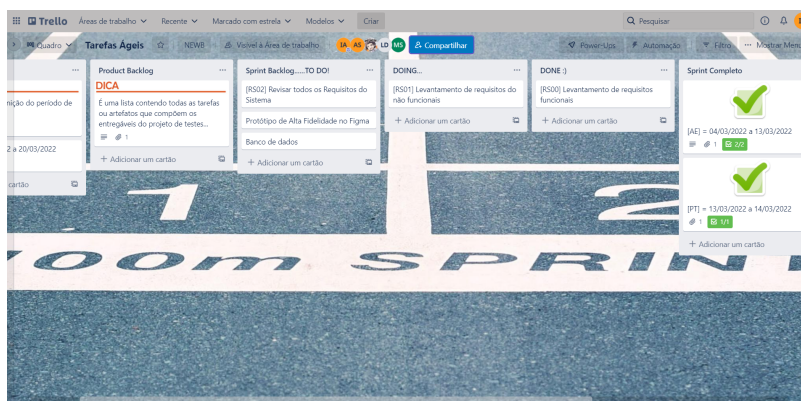 Trello Áreas de trabalho Recente Marcado com estrela Modelos Criar Pesquisar
Quadro Tarefas Ágeis NEWB Visível à Área de trabalho IA AS LD MS Compartilhar Power-Ups Automação Filtro Mostrar Menu
nição do período de
2 a 20/03/2022
cartão
Product Backlog
DICA
É uma lista contendo todas as tarefas
ou artefatos que compõem os
entregáveis do projeto de testes...
1
+ Adicionar um cartão
Sprint Backlog.....TO DO!
[RS02] Revisar todos os Requisitos do
Sistema
Protótipo de Alta Fidelidade no Figma
Banco de dados
+ Adicionar um cartão
DOING...
[RS01] Levantamento de requisitos do
não funcionais
+ Adicionar um cartão
DONE :)
[RS00] Levantamento de requisitos
funcionais
+ Adicionar um cartão
Sprint Completo
[AE] = 04/03/2022 a 13/03/2022
1 2/2
[PT] = 13/03/2022 a 14/03/2022
1 1/1
+ Adicionar um cartão
1 2
100m SPRINT